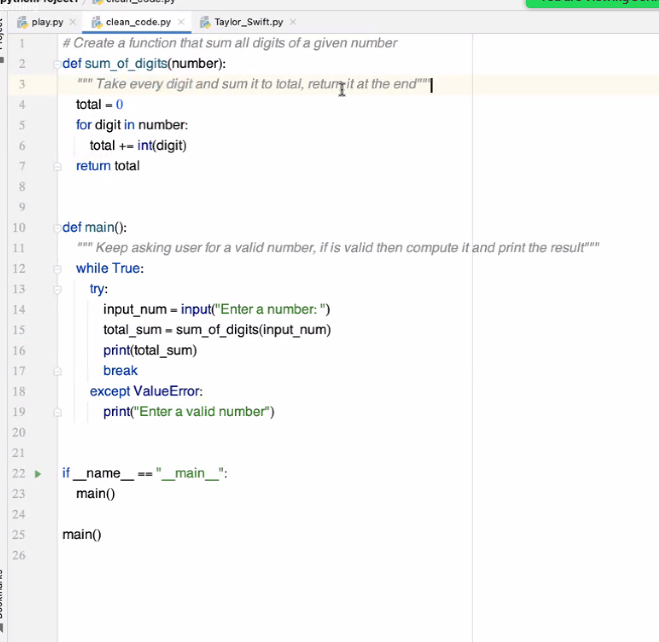 clean_code.py
play.py
clean_code.py
Taylor_Swift.py
1 # Create a function that sum all digits of a given number
2 def sum_of_digits(number):
3 """ Take every digit and sum it to total, return it at the end"""
4 total = 0
5 for digit in number:
6 total += int(digit)
7 return total
8
9
10 def main():
11 """ Keep asking user for a valid number, if is valid then compute it and print the result"""
12 while True:
13 try:
14 input_num = input("Enter a number: ")
15 total_sum = sum_of_digits(input_num)
16 print(total_sum)
17 break
18 except ValueError:
19 print("Enter a valid number")
20
21
22 if __name__ == "__main__":
23 main()
24
25 main()
26